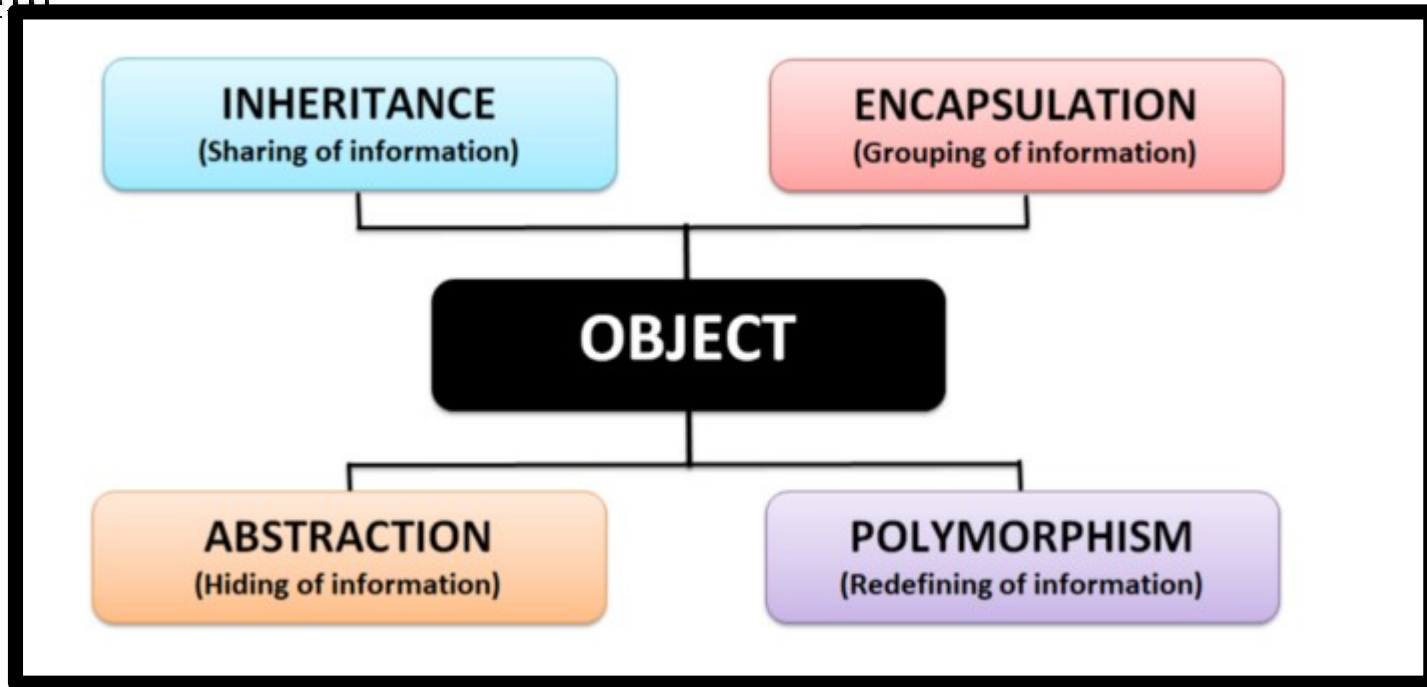 INHERITANCE
(Sharing of information)
ENCAPSULATION
(Grouping of information)
OBJECT
ABSTRACTION
(Hiding of information)
POLYMORPHISM
(Redefining of information)